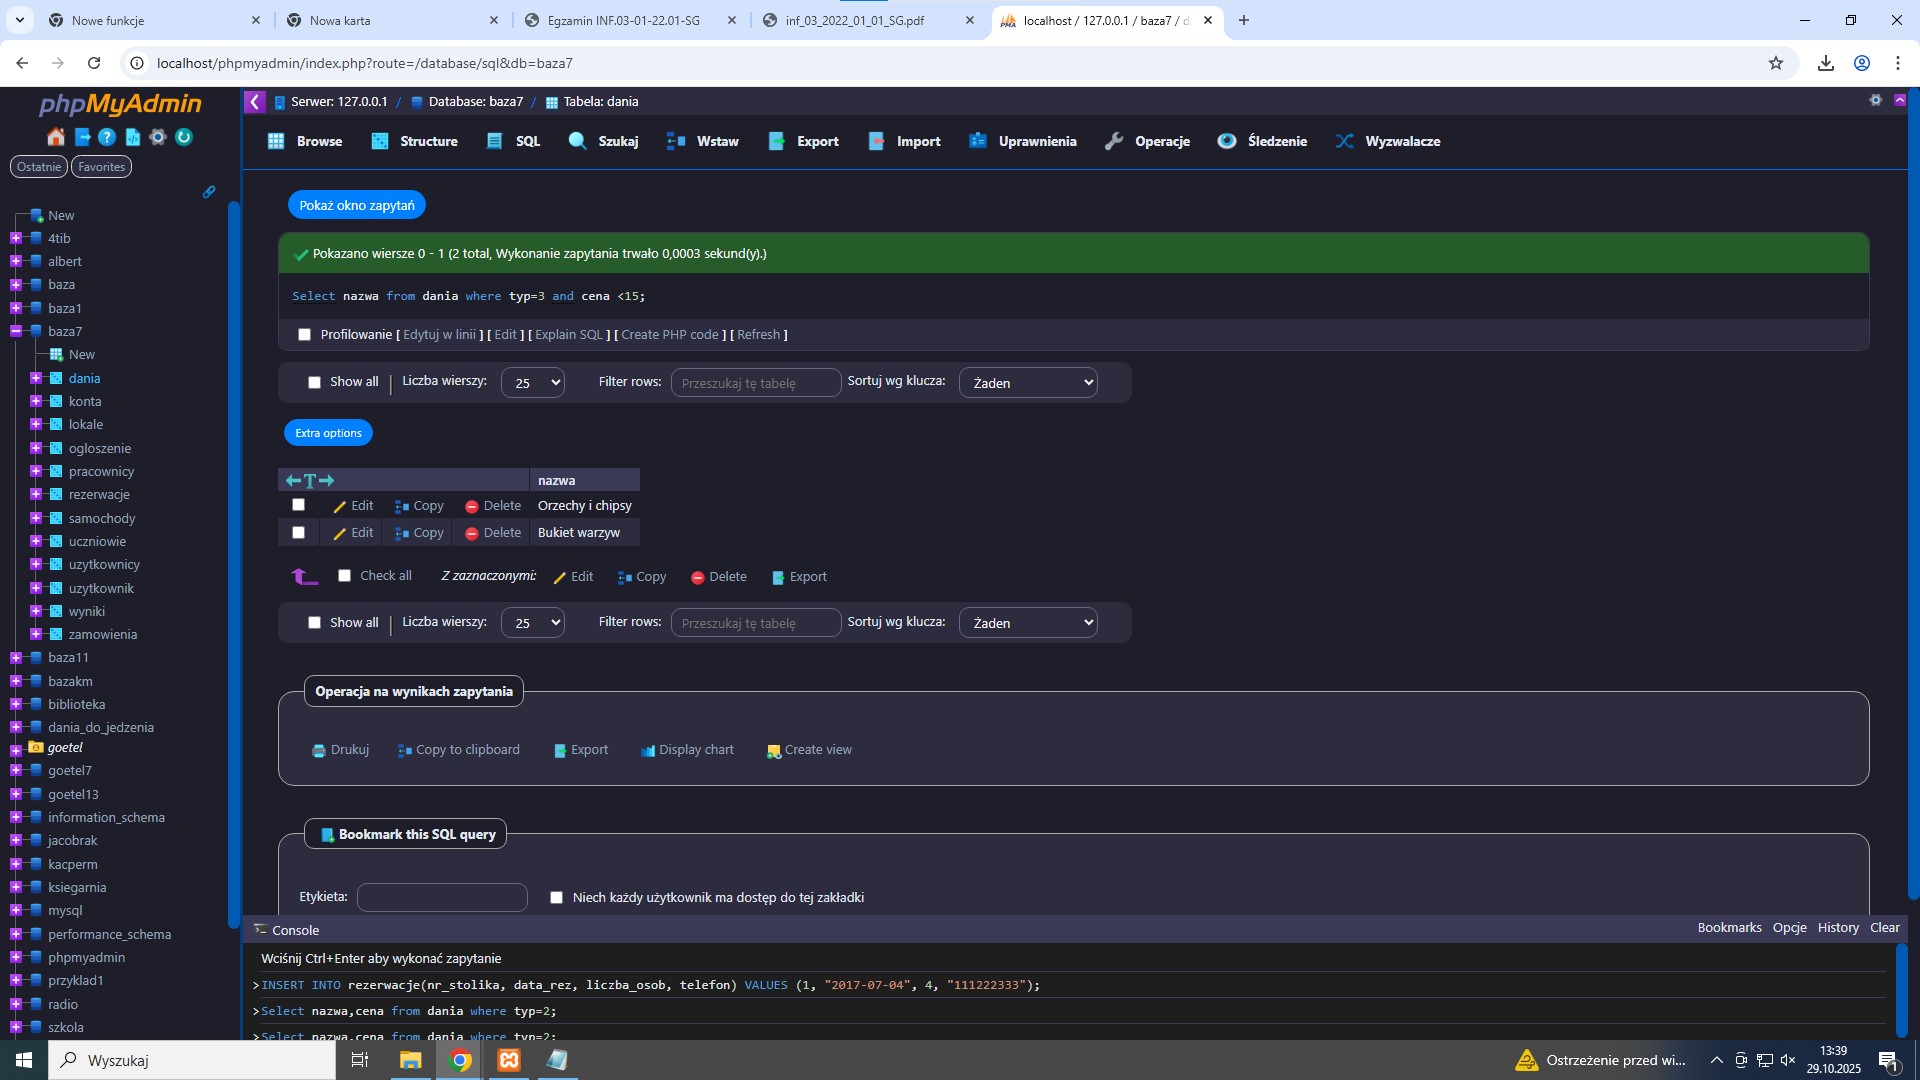 Nowe funkcje
Nowa karta
Egzamin INF.03-01-22.01-SG
inf_03_2022_01_01_SG.pdf
localhost / 127.0.0.1 / baza7 / d
localhost/phpmyadmin/index.php?route=/database/sql&db=baza7
phpMyAdmin
Ostatnie
Favorites
New
4tib
albert
baza
baza1
baza7
New
dania
konta
lokale
ogloszenie
pracownicy
rezerwacje
samochody
uczniowie
uzytkownicy
uzytkownik
wyniki
zamowienia
baza11
bazakm
biblioteka
dania_do_jedzenia
goetel
goetel7
goetel13
information_schema
jacobrak
kacperm
ksiegarnia
mysql
performance_schema
phpmyadmin
przyklad1
radio
szkola
Serwer: 127.0.0.1 / Database: baza7 / Tabela: dania
Browse Structure SQL Szukaj Wstaw Export Import Uprawnienia Operacje Śledzenie Wyzwalacze
Pokaż okno zapytań
Pokazano wiersze 0 - 1 (2 total, Wykonanie zapytania trwało 0,0003 sekund(y).)
Select nazwa from dania where typ=3 and cena <15;
Profilowanie [ Edytuj w linii ] [ Edit ] [ Explain SQL ] [ Create PHP code ] [ Refresh ]
Show all | Liczba wierszy: 25 Filter rows: Przeszukaj tę tabelę Sortuj wg klucza: Żaden
Extra options
←T→ nazwa
Edit Copy Delete Orzechy i chipsy
Edit Copy Delete Bukiet warzyw
Check all Z zaznaczonymi: Edit Copy Delete Export
Show all | Liczba wierszy: 25 Filter rows: Przeszukaj tę tabelę Sortuj wg klucza: Żaden
Operacja na wynikach zapytania
Drukuj Copy to clipboard Export Display chart Create view
Bookmark this SQL query
Etykieta: Niech każdy użytkownik ma dostęp do tej zakładki
Console Bookmarks Opcje History Clear
Wciśnij Ctrl+Enter aby wykonać zapytanie
>INSERT INTO rezerwacje(nr_stolika, data_rez, liczba_osob, telefon) VALUES (1, "2017-07-04", 4, "111222333");
>Select nazwa,cena from dania where typ=2;
>Select nazwa,cena from dania where typ=2;
Wyszukaj
Ostrzeżenie przed wi...
13:39
29.10.2025
1